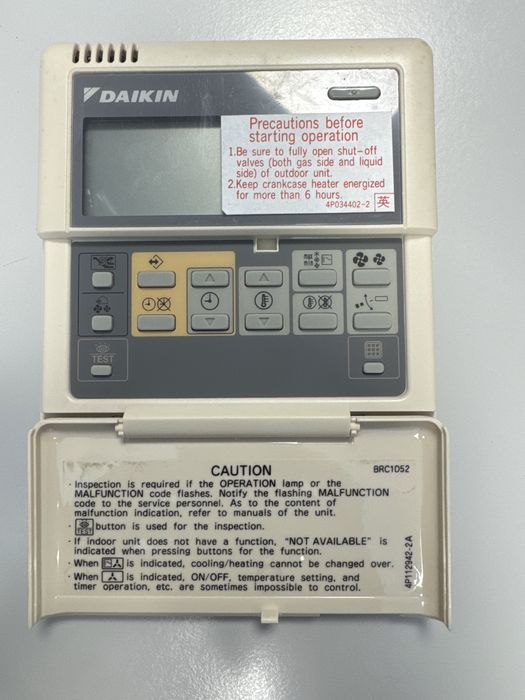 DAIKIN
Precautions before
starting operation
1.Be sure to fully open shut-off
valves (both gas side and liquid
side) of outdoor unit.
2.Keep crankcase heater energized
for more than 6 hours.
4P034402-2 英
TEST
CAUTION
BRC1D52
· Inspection is required if the OPERATION lamp or the
MALFUNCTION code flashes. Notify the flashing MALFUNCTION
code to the service personnel. As to the content of
malfunction indication, refer to manuals of the unit.
· TEST button is used for the inspection.
· If indoor unit does not have a function, "NOT AVAILABLE" is
indicated when pressing buttons for the function.
· When is indicated, cooling/heating cannot be changed over.
· When is indicated, ON/OFF, temperature setting, and
timer operation, etc. are sometimes impossible to control.
4P112942-2A